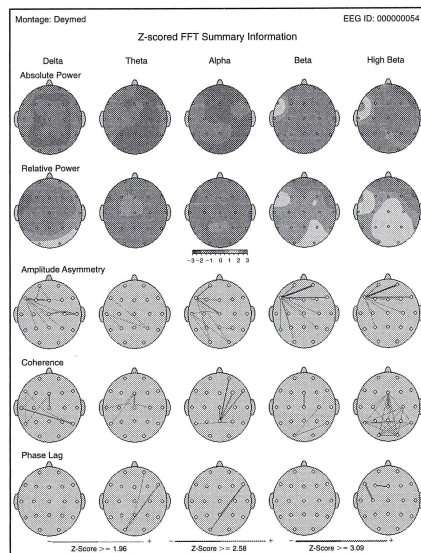 Montage: Deymed EEG ID: 000000054
Z-scored FFT Summary Information
Delta Theta Alpha Beta High Beta
Absolute Power
Relative Power
-3 -2 -1 0 1 2 3
Amplitude Asymmetry
Coherence
Phase Lag
- + - + - +
Z-Score >= 1.96 Z-Score >= 2.58 Z-Score >= 3.09